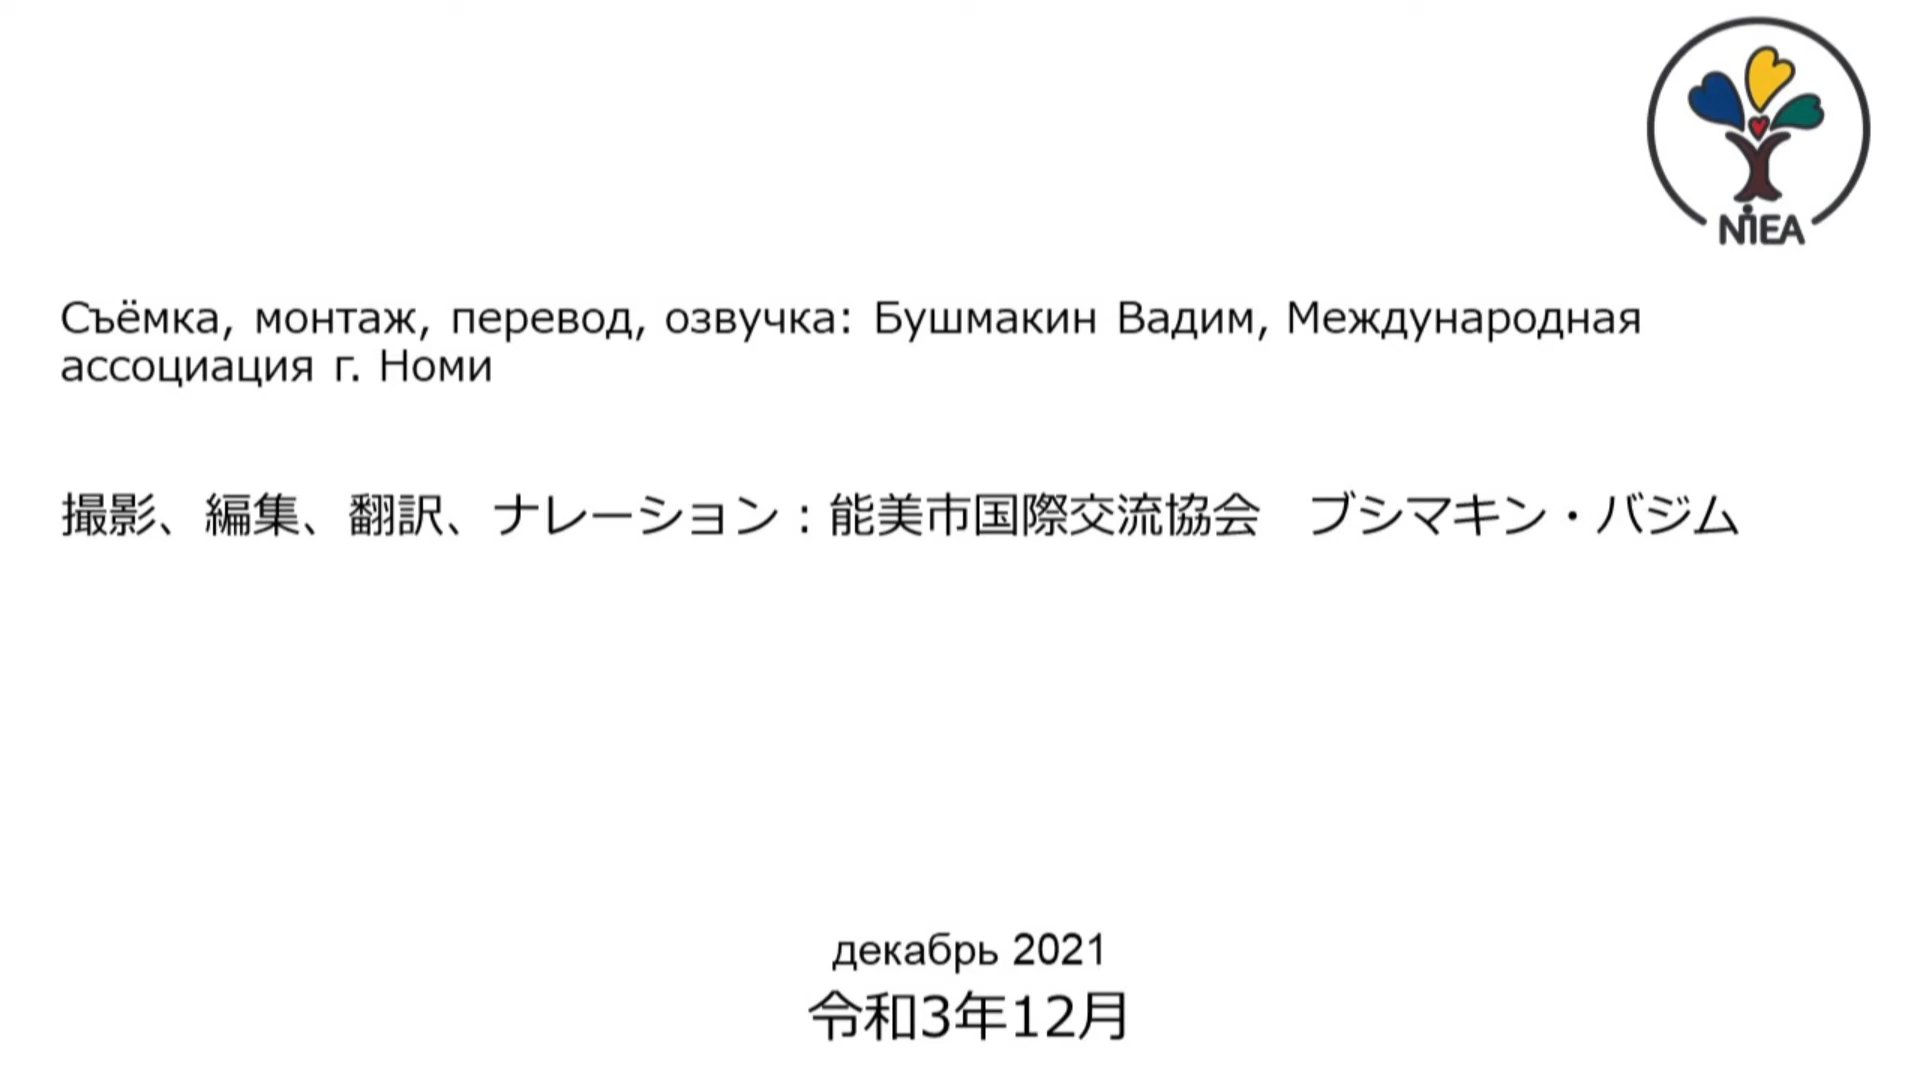 NIEA
Съёмка, монтаж, перевод, озвучка: Бушмакин Вадим, Международная
ассоциация г. Номи
撮影、編集、翻訳、ナレーション：能美市国際交流協会　ブシマキン・バジム
декабрь 2021
令和3年12月